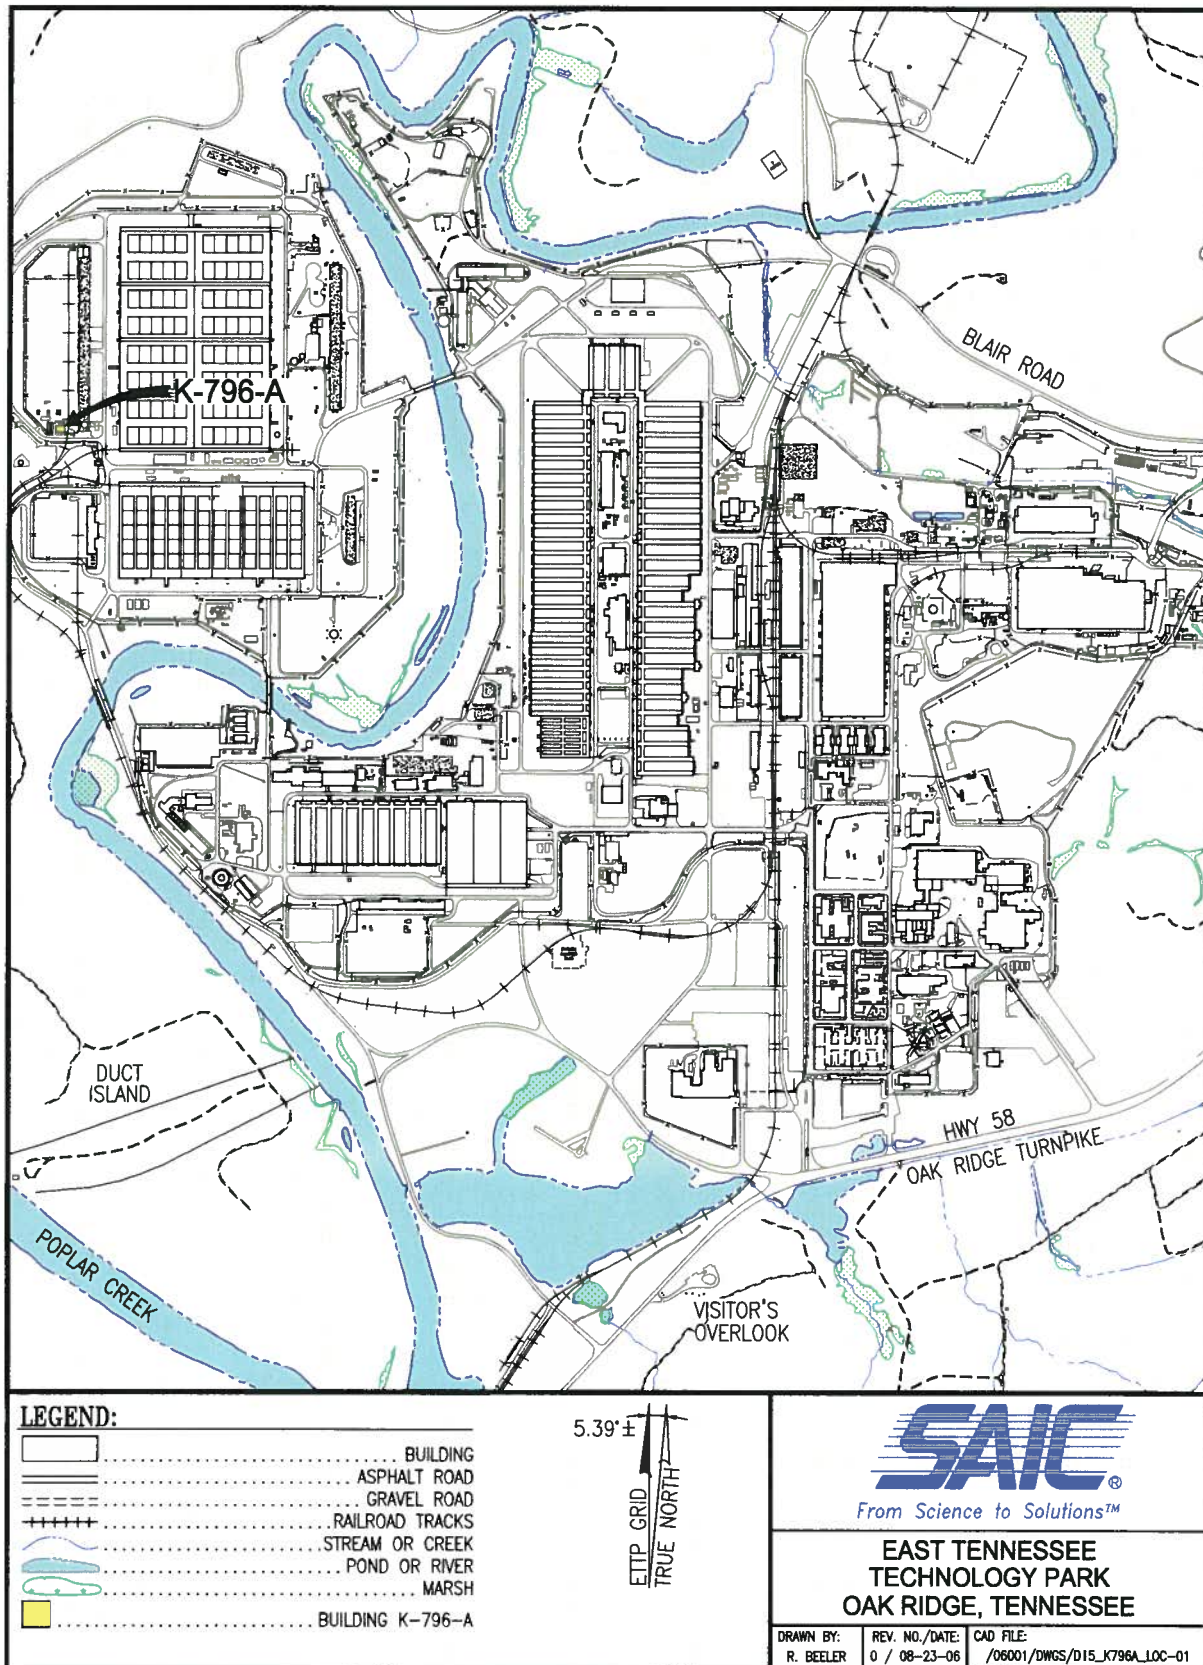 BLAIR ROAD
K-796-A
DUCT
ISLAND
HWY 58
OAK RIDGE TURNPIKE
POPLAR CREEK
VISITOR'S
OVERLOOK
LEGEND:
BUILDING
ASPHALT ROAD
GRAVEL ROAD
RAILROAD TRACKS
STREAM OR CREEK
POND OR RIVER
MARSH
BUILDING K-796-A
5.39°±
ETTP GRID
TRUE NORTH
SAIC®
From Science to Solutions™
EAST TENNESSEE
TECHNOLOGY PARK
OAK RIDGE, TENNESSEE
DRAWN BY:
R. BEELER
REV. NO./DATE:
0 / 08-23-06
CAD FILE:
/06001/DWGS/D15_K796A_LOC-01